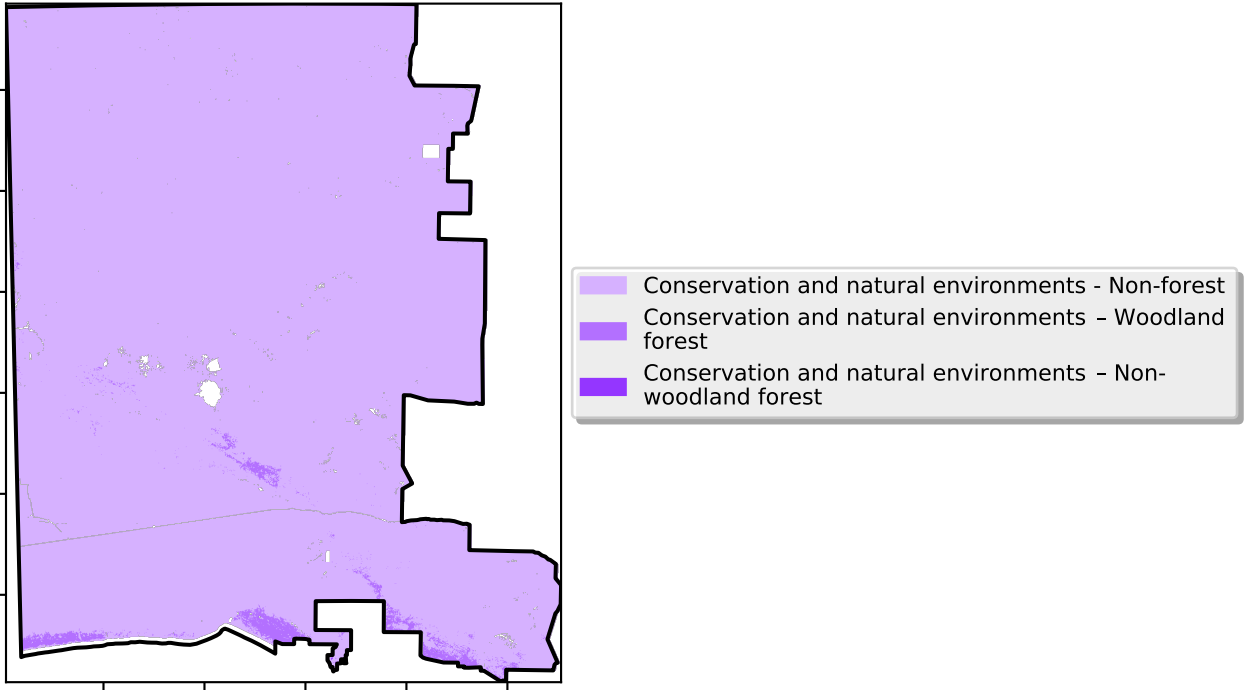 Conservation and natural environments - Non-forest
Conservation and natural environments – Woodland
forest
Conservation and natural environments – Non-
woodland forest